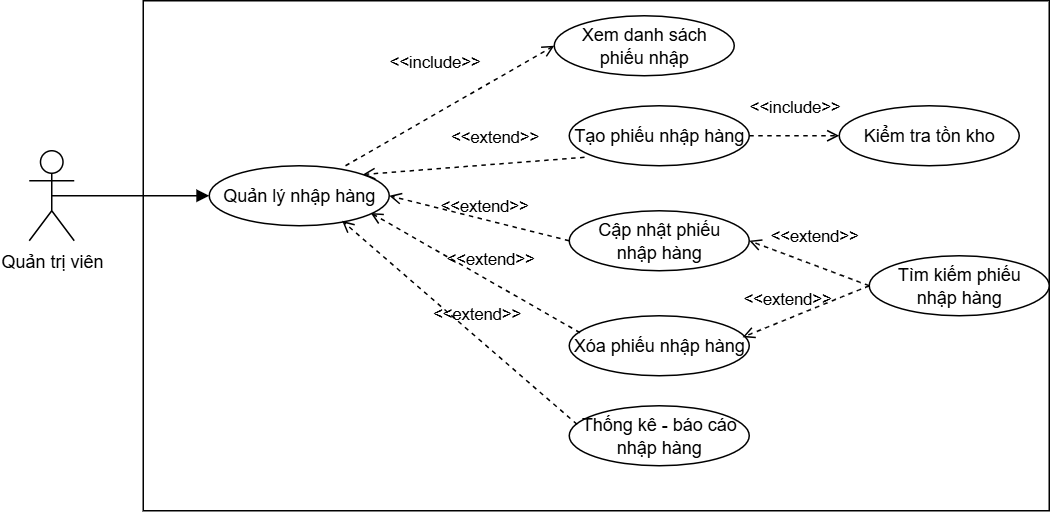 Xem danh sách
phiếu nhập
<<include>>
<<include>>
Tạo phiếu nhập hàng
Kiểm tra tồn kho
<<extend>>
Quản lý nhập hàng
<<extend>>
Cập nhật phiếu
nhập hàng
<<extend>>
Quản trị viên
<<extend>>
Tìm kiếm phiếu
nhập hàng
<<extend>>
<<extend>>
Xóa phiếu nhập hàng
Thống kê - báo cáo
nhập hàng